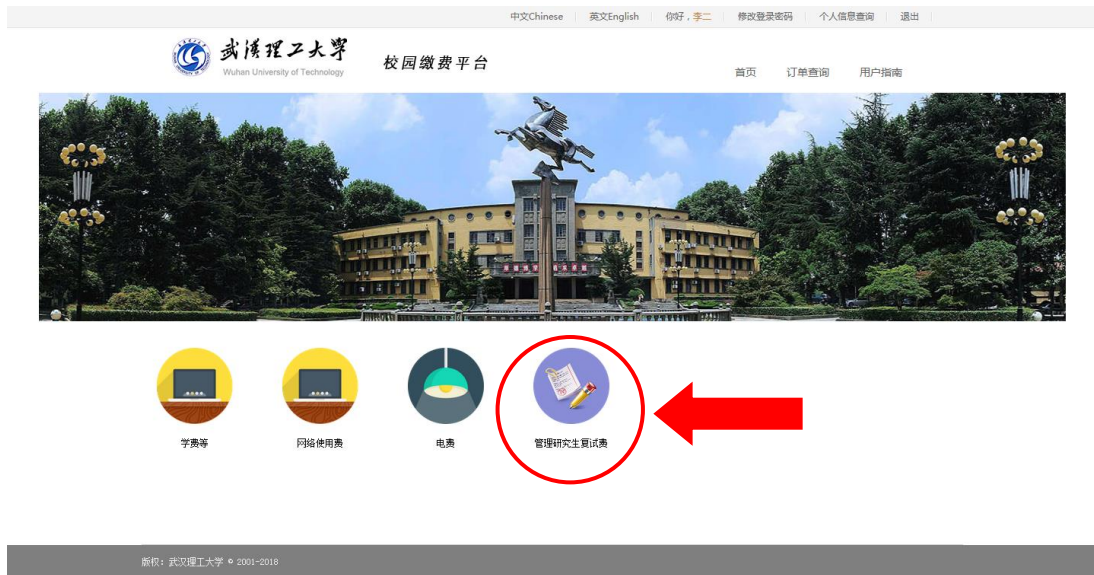 中文Chinese 英文English 你好，李二 修改登录密码 个人信息查询 退出
武漢理工大学
Wuhan University of Technology
校园缴费平台
首页 订单查询 用户指南
学费等 网络使用费 电费 管理研究生复试费
版权：武汉理工大学 © 2001-2018